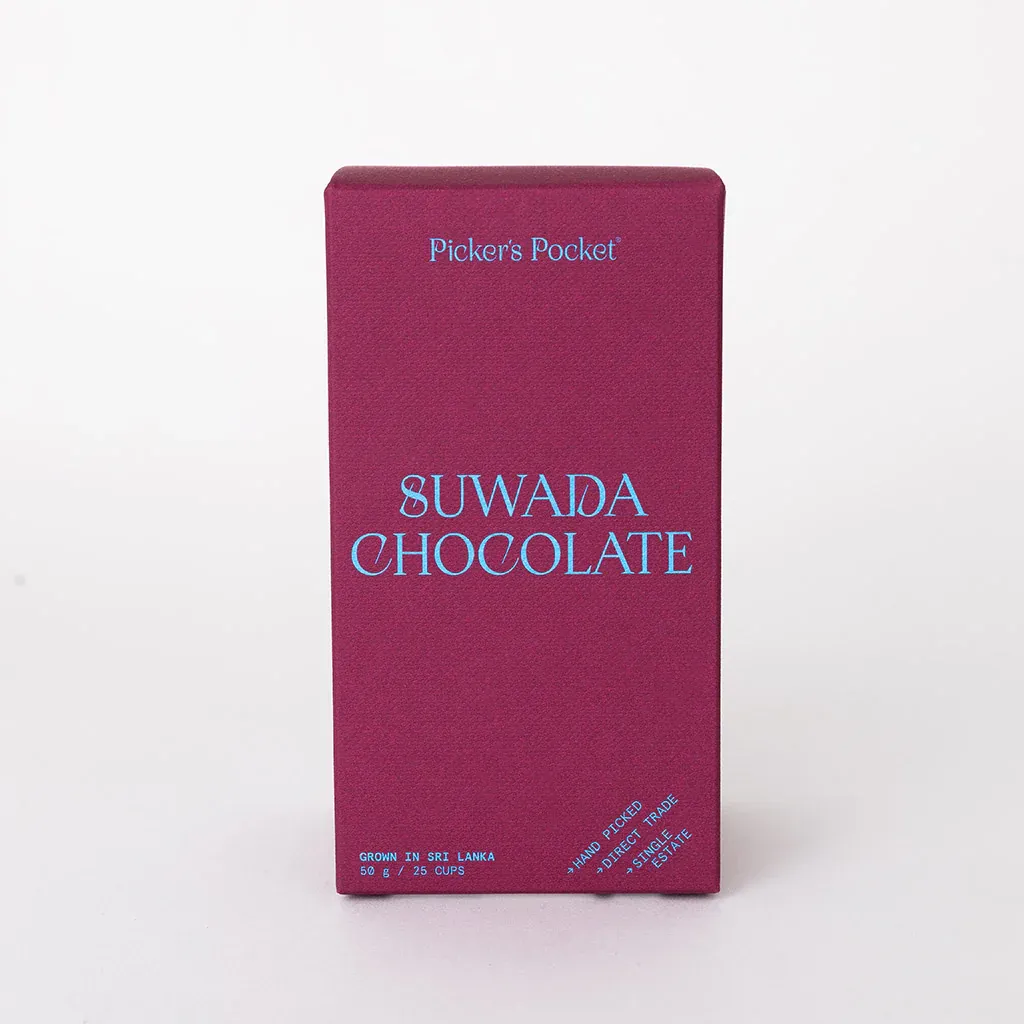 Picker's Pocket®
SUWADA
CHOCOLATE
GROWN IN SRI LANKA
50 g / 25 CUPS
→HAND PICKED
→DIRECT TRADE
→SINGLE
ESTATE